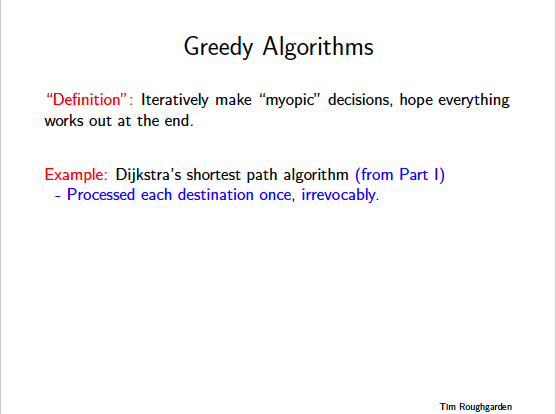 Greedy Algorithms
“Definition”: Iteratively make “myopic” decisions, hope everything
works out at the end.
Example: Dijkstra’s shortest path algorithm (from Part I)
- Processed each destination once, irrevocably.
Tim Roughgarden